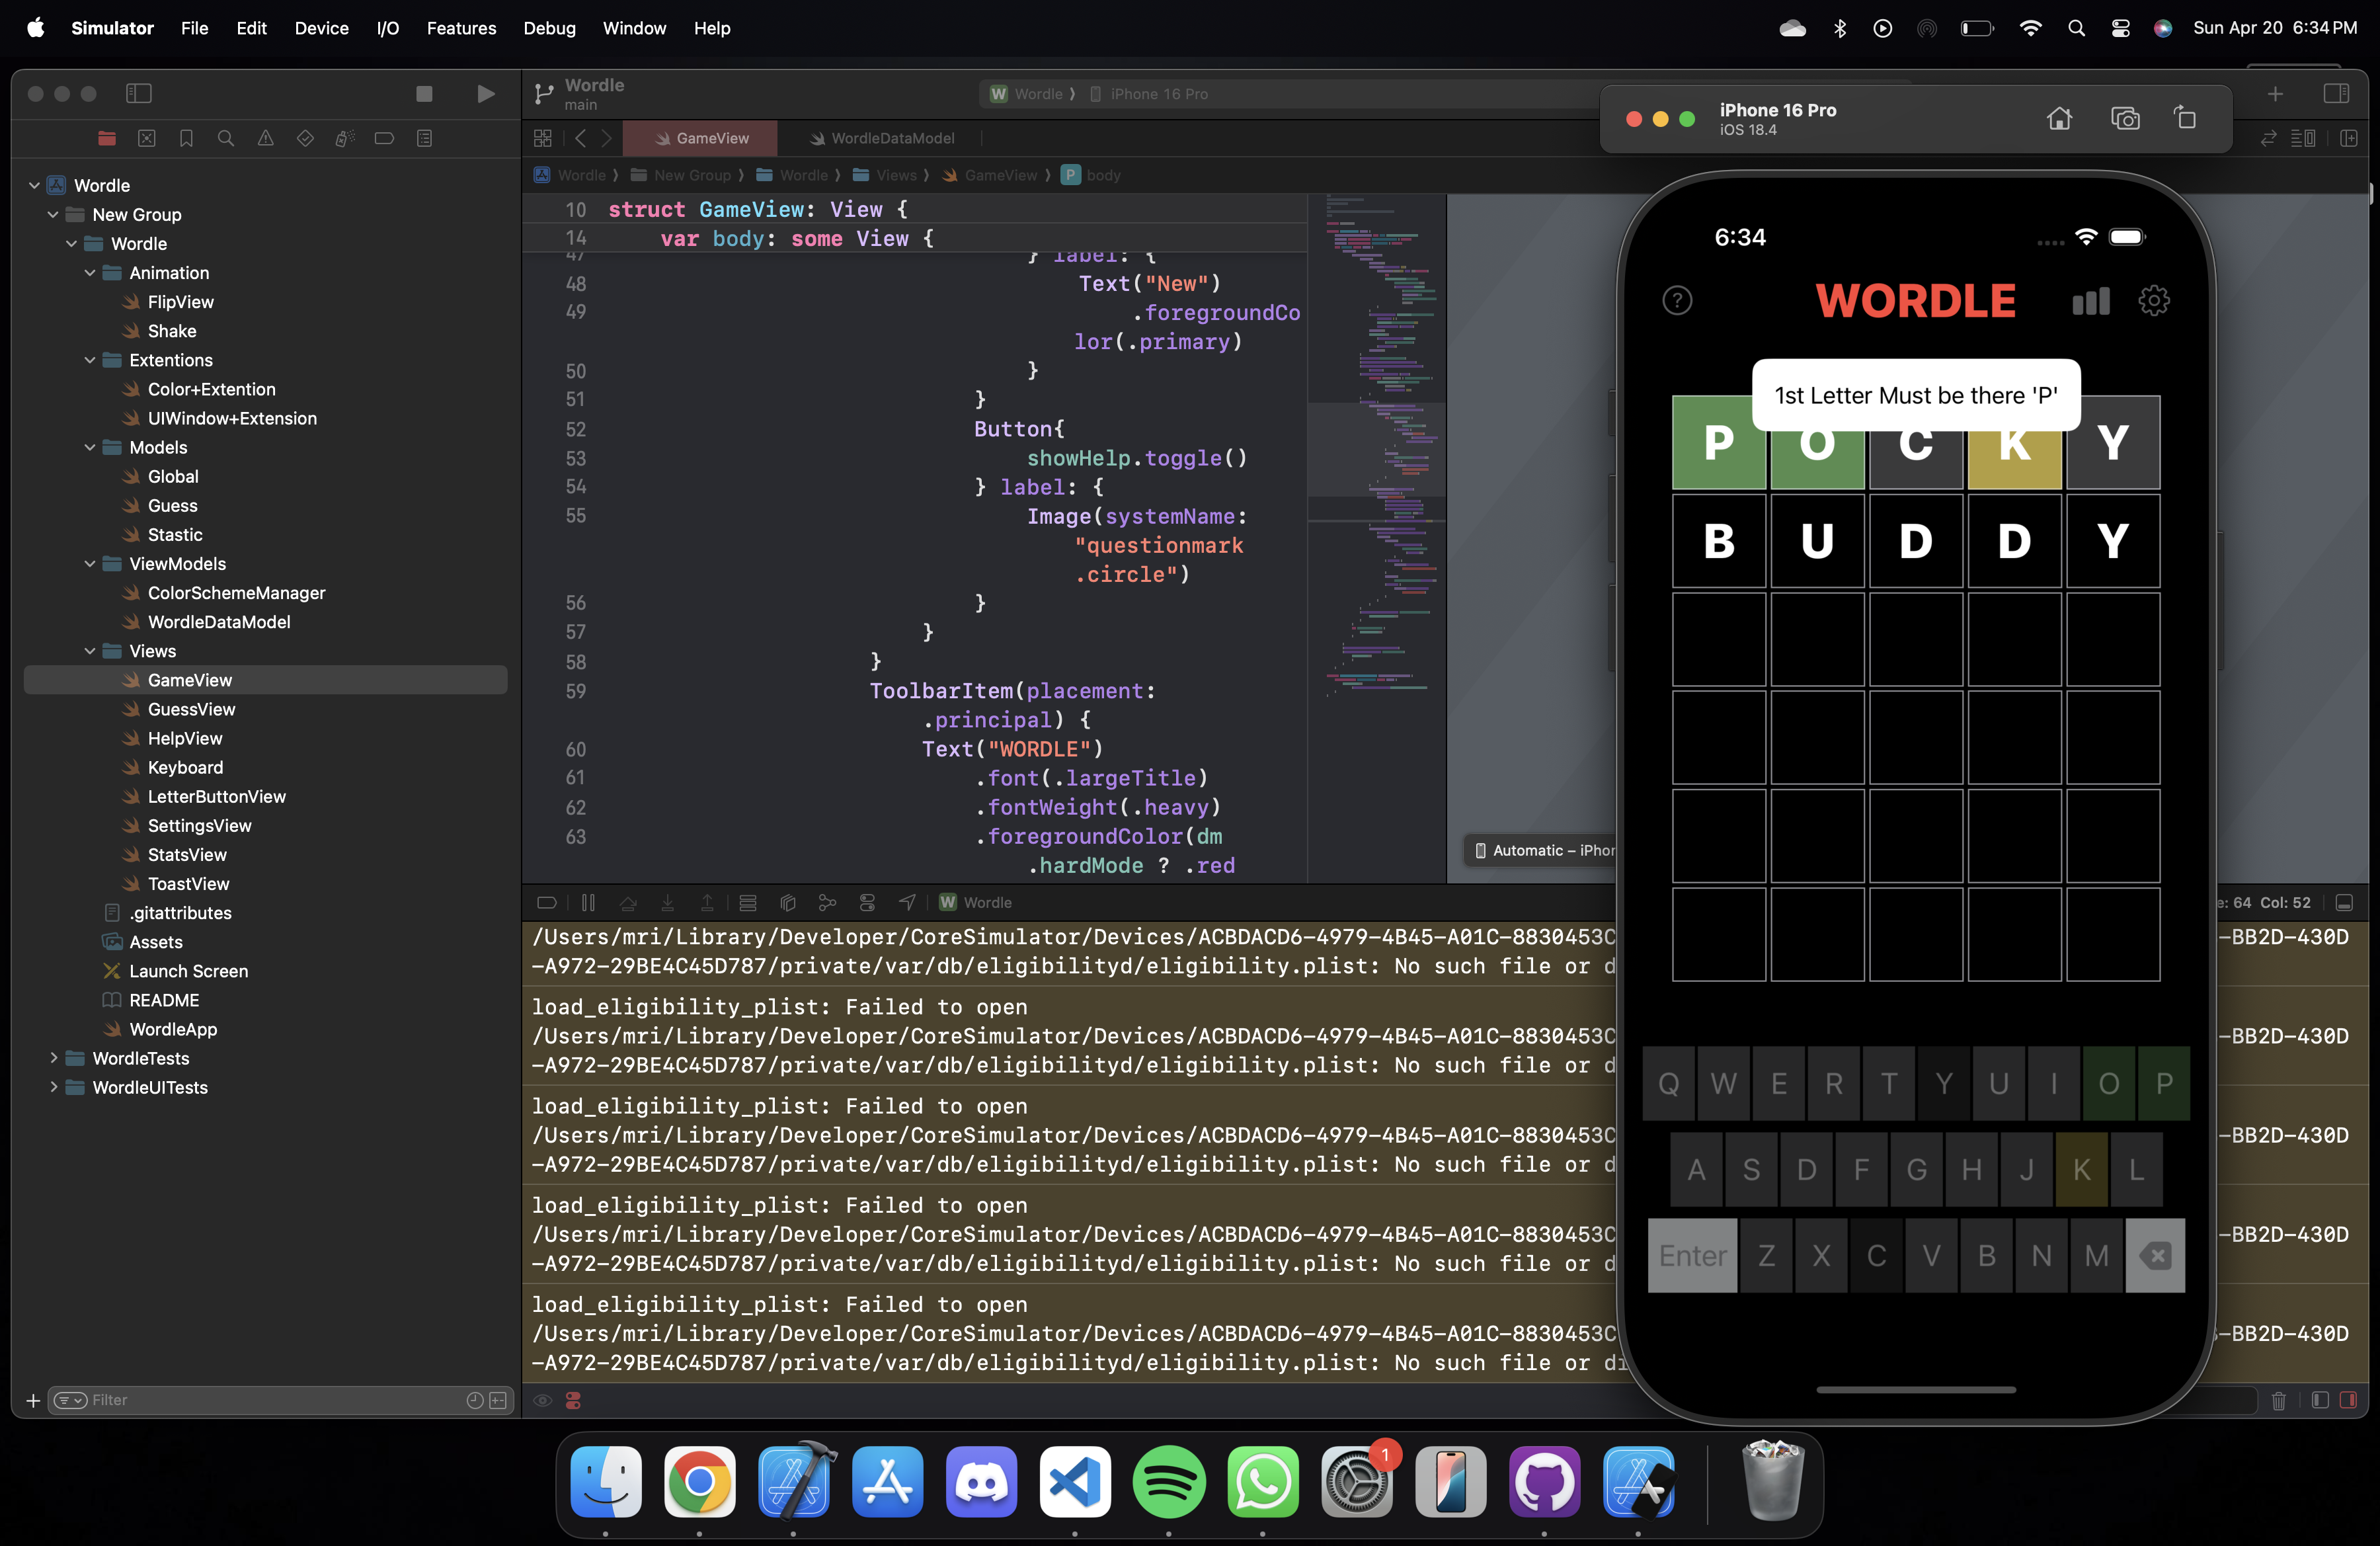 Simulator File Edit Device I/O Features Debug Window Help
Sun Apr 20 6:34 PM
Wordle
main
W Wordle iPhone 16 Pro
GameView
WordleDataModel
Wordle New Group Wordle Views GameView P body
Wordle
New Group
Wordle
Animation
FlipView
Shake
Extentions
Color+Extention
UIWindow+Extension
Models
Global
Guess
Stastic
ViewModels
ColorSchemeManager
WordleDataModel
Views
GameView
GuessView
HelpView
Keyboard
LetterButtonView
SettingsView
StatsView
ToastView
.gitattributes
Assets
Launch Screen
README
WordleApp
WordleTests
WordleUITests
Filter
10 struct GameView: View {
14 var body: some View {
47 } label: {
48 Text("New")
49 .foregroundCo
lor(.primary)
50 }
51 }
52 Button{
53 showHelp.toggle()
54 } label: {
55 Image(systemName:
"questionmark
.circle")
56 }
57 }
58 }
59 ToolbarItem(placement:
.principal) {
60 Text("WORDLE")
61 .font(.largeTitle)
62 .fontWeight(.heavy)
63 .foregroundColor(dm
.hardMode ? .red
Automatic – iPhon
W Wordle
e: 64 Col: 52
/Users/mri/Library/Developer/CoreSimulator/Devices/ACBDACD6-4979-4B45-A01C-8830453C
-BB2D-430D
-A972-29BE4C45D787/private/var/db/eligibilityd/eligibility.plist: No such file or d
load_eligibility_plist: Failed to open
/Users/mri/Library/Developer/CoreSimulator/Devices/ACBDACD6-4979-4B45-A01C-8830453C
-BB2D-430D
-A972-29BE4C45D787/private/var/db/eligibilityd/eligibility.plist: No such file or d
load_eligibility_plist: Failed to open
/Users/mri/Library/Developer/CoreSimulator/Devices/ACBDACD6-4979-4B45-A01C-8830453C
-BB2D-430D
-A972-29BE4C45D787/private/var/db/eligibilityd/eligibility.plist: No such file or d
load_eligibility_plist: Failed to open
/Users/mri/Library/Developer/CoreSimulator/Devices/ACBDACD6-4979-4B45-A01C-8830453C
-BB2D-430D
-A972-29BE4C45D787/private/var/db/eligibilityd/eligibility.plist: No such file or d
load_eligibility_plist: Failed to open
/Users/mri/Library/Developer/CoreSimulator/Devices/ACBDACD6-4979-4B45-A01C-8830453C
-BB2D-430D
-A972-29BE4C45D787/private/var/db/eligibilityd/eligibility.plist: No such file or di
iPhone 16 Pro
iOS 18.4
6:34
WORDLE
1st Letter Must be there 'P'
P O C K Y
B U D D Y
Q W E R T Y U I O P
A S D F G H J K L
Enter Z X C V B N M
1